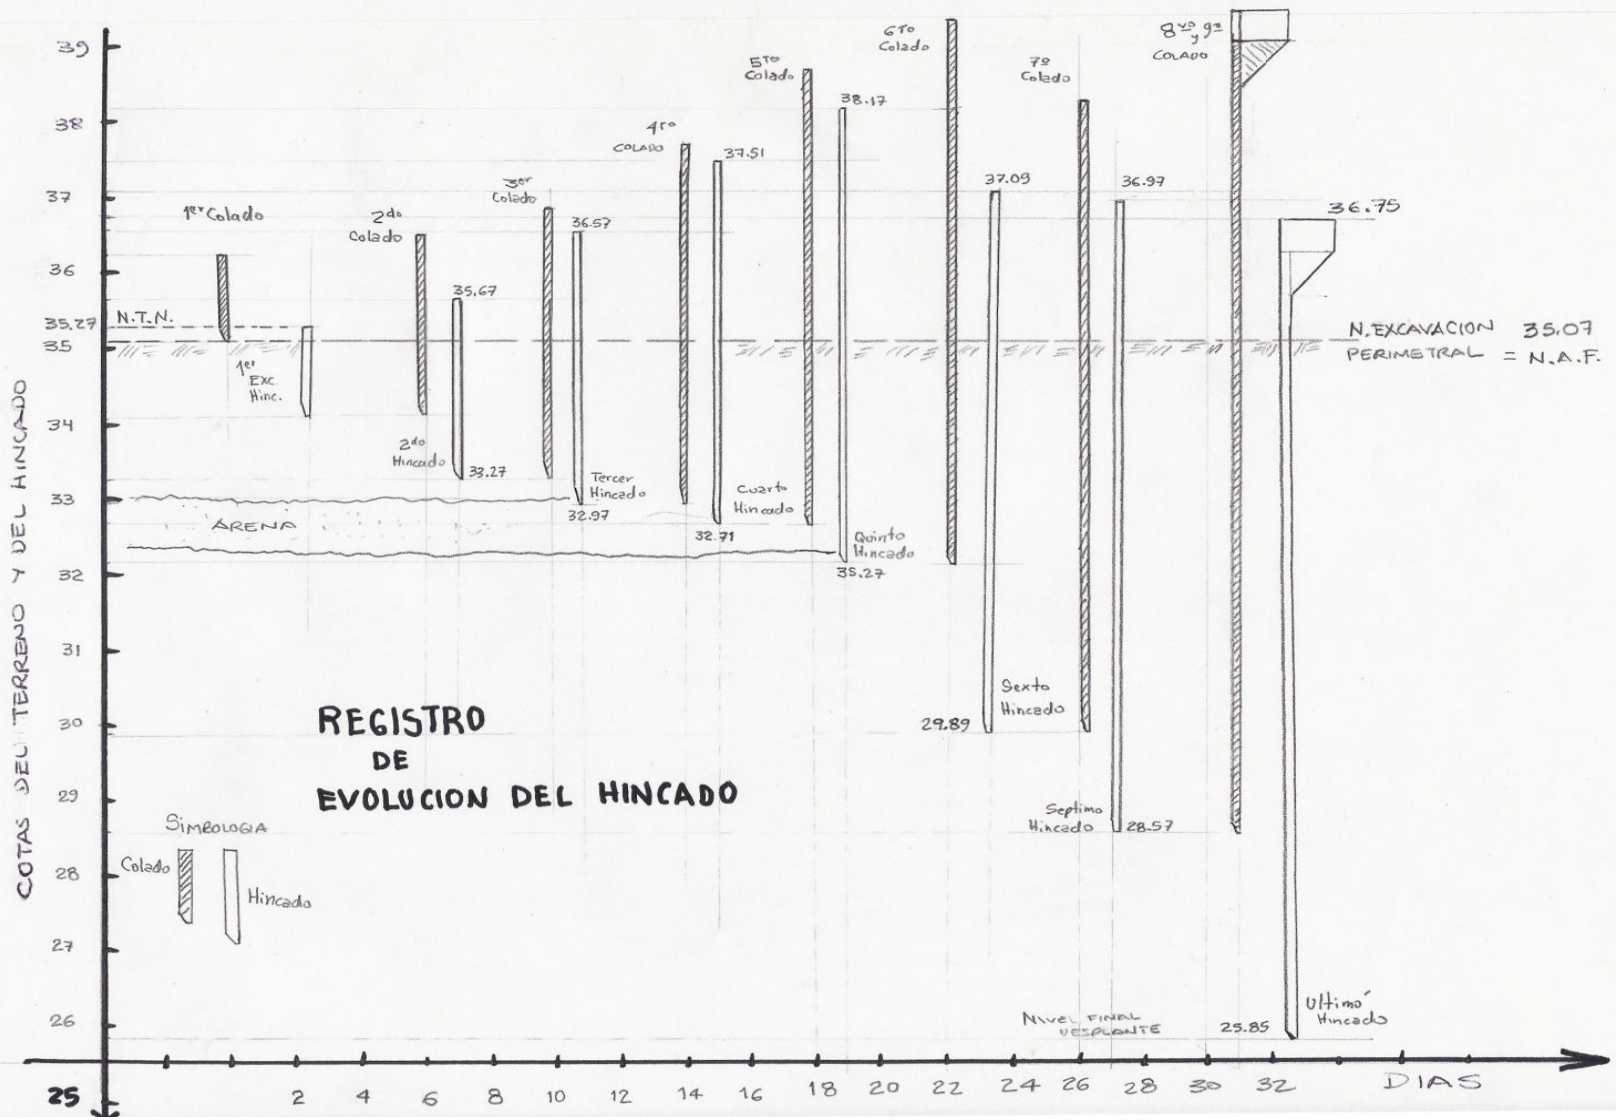 39
38
37
36
35.27
35
34
33
32
31
30
29
28
27
26
25
COTAS DEL TERRENO Y DEL HINCADO
N.T.N.
1er Colado
1er
Exc.
Hinc.
2do
Colado
35.67
2do
Hincado
33.27
3er
Colado
36.57
Tercer
Hincado
32.97
4to
COLADO
37.51
Cuarto
Hincado
32.71
5TO
Colado
38.17
Quinto
Hincado
35.27
6TO
Colado
37.09
Sexto
Hincado
29.89
7º
Colado
36.97
Septimo
Hincado
28.57
8vo y 9º
COLADO
36.75
N. EXCAVACION 35.07
PERIMETRAL = N.A.F.
ARENA
REGISTRO
DE
EVOLUCION DEL HINCADO
SIMBOLOGIA
Colado
Hincado
NIVEL FINAL
DESPLANTE
25.85
Ultimo
Hincado
2 4 6 8 10 12 14 16 18 20 22 24 26 28 30 32 DIAS